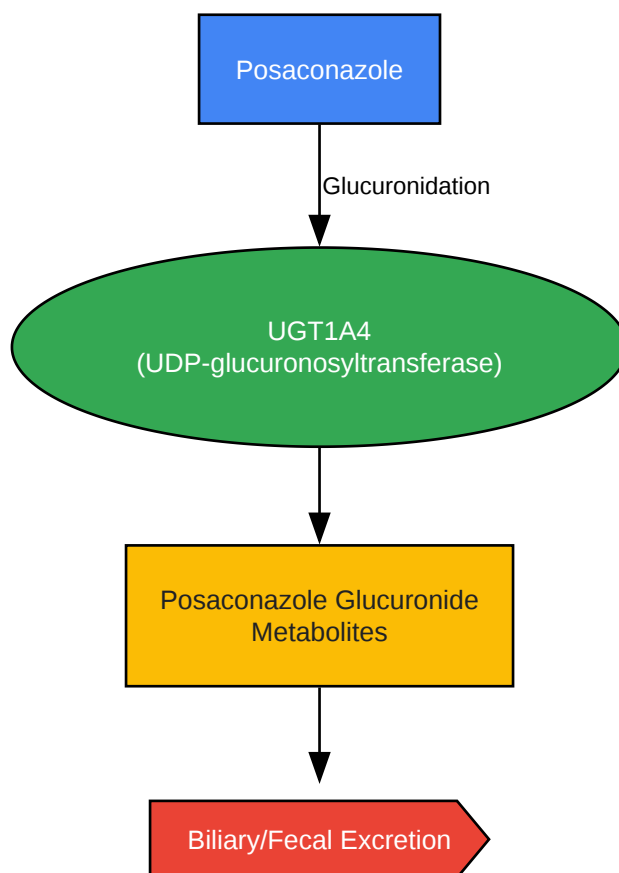 Posaconazole
Glucuronidation
UGT1A4
(UDP-glucuronosyltransferase)
Posaconazole Glucuronide
Metabolites
Biliary/Fecal Excretion